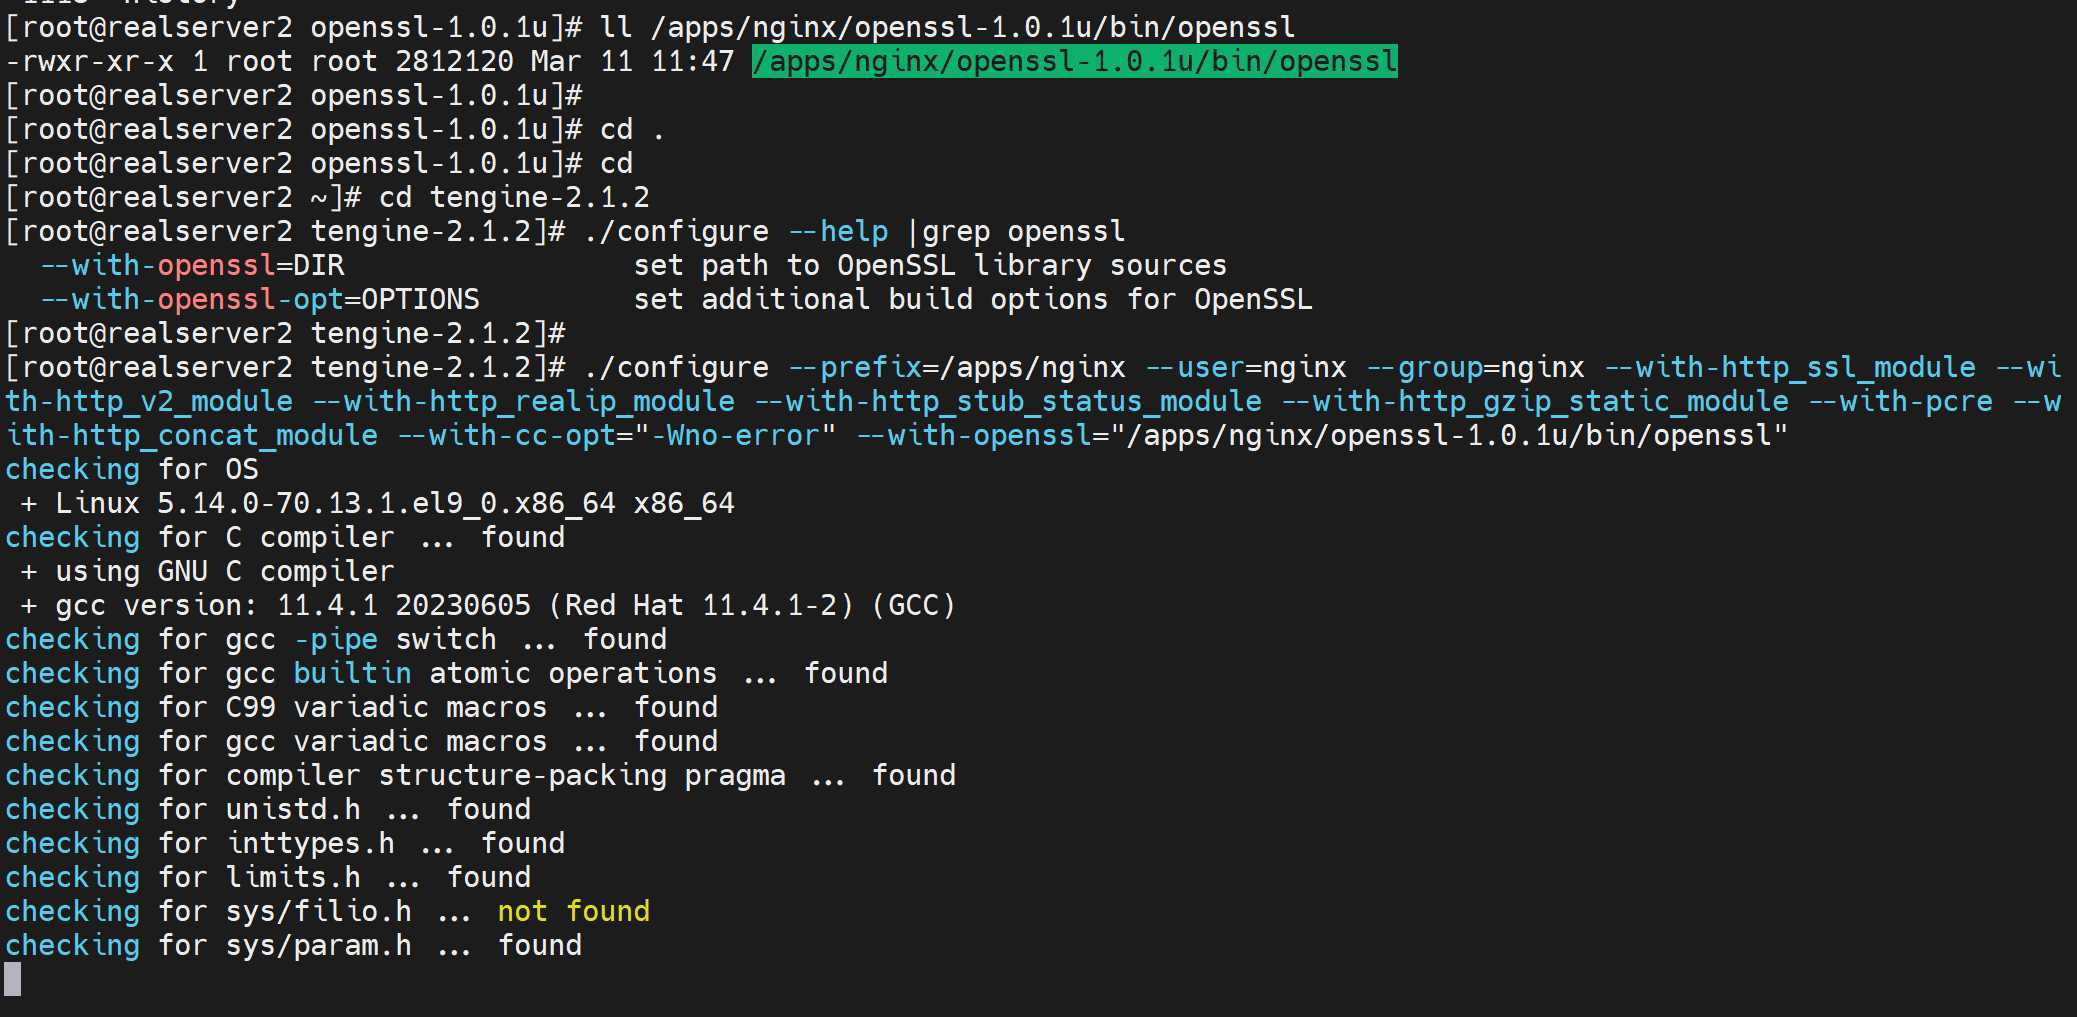 [root@realserver2 openssl-1.0.1u]# ll /apps/nginx/openssl-1.0.1u/bin/openssl
-rwxr-xr-x 1 root root 2812120 Mar 11 11:47 /apps/nginx/openssl-1.0.1u/bin/openssl
[root@realserver2 openssl-1.0.1u]#
[root@realserver2 openssl-1.0.1u]# cd .
[root@realserver2 openssl-1.0.1u]# cd
[root@realserver2 ~]# cd tengine-2.1.2
[root@realserver2 tengine-2.1.2]# ./configure --help |grep openssl
  --with-openssl=DIR                 set path to OpenSSL library sources
  --with-openssl-opt=OPTIONS         set additional build options for OpenSSL
[root@realserver2 tengine-2.1.2]#
[root@realserver2 tengine-2.1.2]# ./configure --prefix=/apps/nginx --user=nginx --group=nginx --with-http_ssl_module --wi
th-http_v2_module --with-http_realip_module --with-http_stub_status_module --with-http_gzip_static_module --with-pcre --w
ith-http_concat_module --with-cc-opt="-Wno-error" --with-openssl="/apps/nginx/openssl-1.0.1u/bin/openssl"
checking for OS
 + Linux 5.14.0-70.13.1.el9_0.x86_64 x86_64
checking for C compiler ... found
 + using GNU C compiler
 + gcc version: 11.4.1 20230605 (Red Hat 11.4.1-2) (GCC)
checking for gcc -pipe switch ... found
checking for gcc builtin atomic operations ... found
checking for C99 variadic macros ... found
checking for gcc variadic macros ... found
checking for compiler structure-packing pragma ... found
checking for unistd.h ... found
checking for inttypes.h ... found
checking for limits.h ... found
checking for sys/filio.h ... not found
checking for sys/param.h ... found